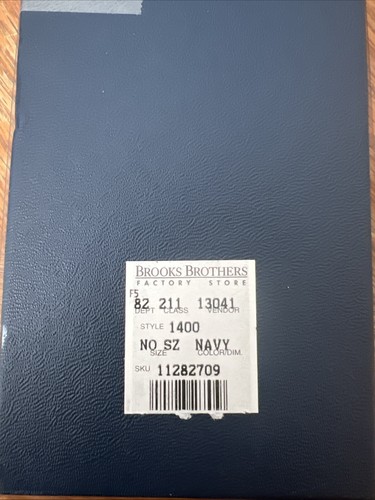 BROOKS BROTHERS
FACTORY STORE
F5
82 211 13041
DEPT CLASS VENDOR
STYLE 1400
NO SZ NAVY
SIZE COLOR/DIM.
SKU 11282709